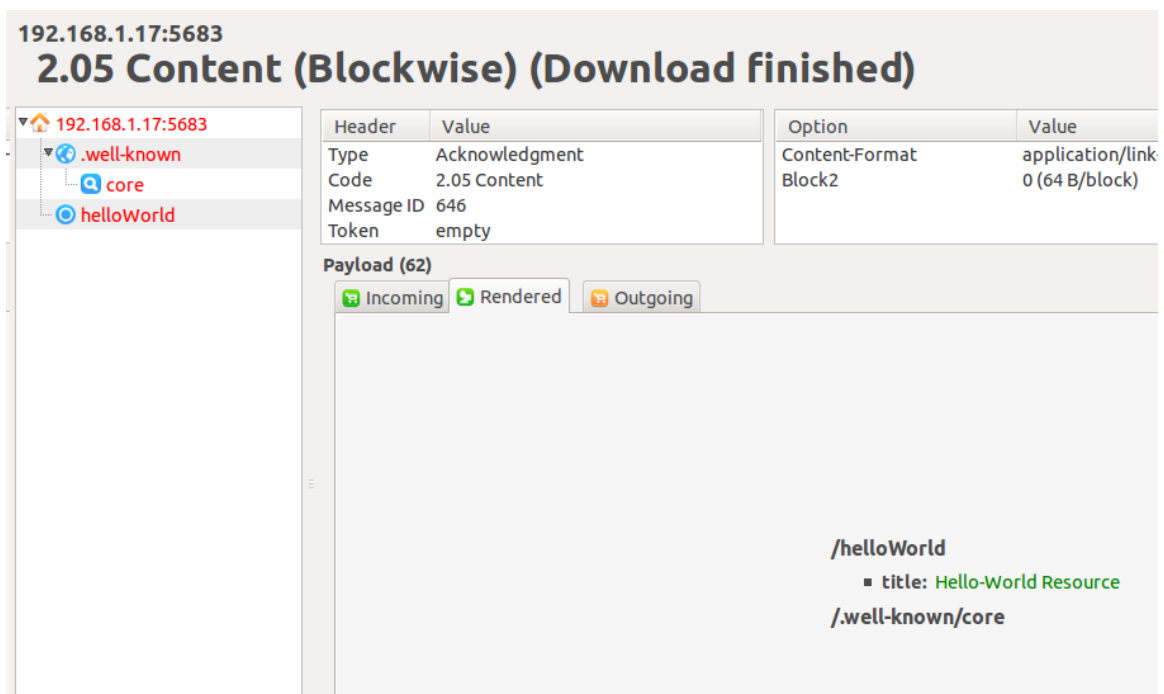 192.168.1.17:5683
2.05 Content (Blockwise) (Download finished)
192.168.1.17:5683
.well-known
core
helloWorld
Header Value
Type Acknowledgment
Code 2.05 Content
Message ID 646
Token empty
Option Value
Content-Format application/link-
Block2 0 (64 B/block)
Payload (62)
Incoming Rendered Outgoing
/helloWorld
title: Hello-World Resource
/.well-known/core